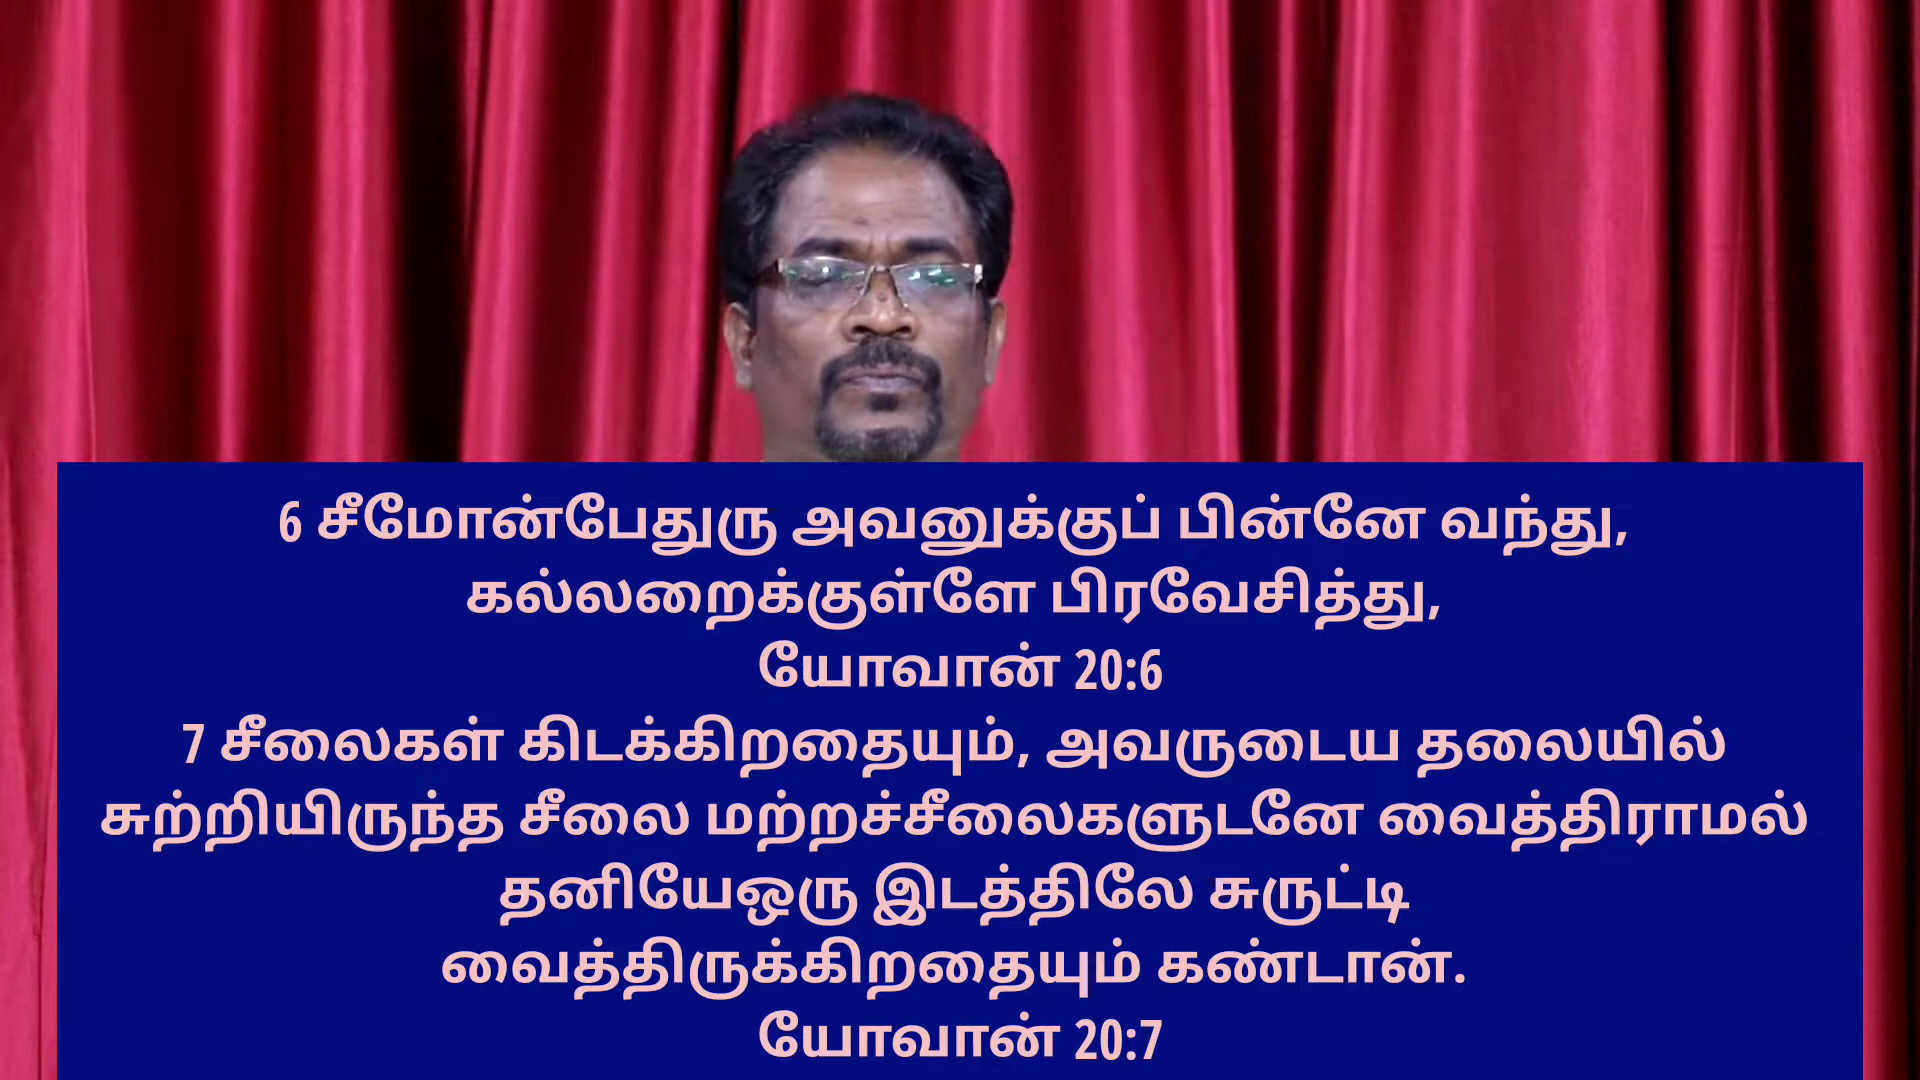 6 சீமோன்பேதுரு அவனுக்குப் பின்னே வந்து,
கல்லறைக்குள்ளே பிரவேசித்து,
யோவான் 20:6
7 சீலைகள் கிடக்கிறதையும், அவருடைய தலையில்
சுற்றியிருந்த சீலை மற்றச்சீலைகளுடனே வைத்திராமல்
தனியேஒரு இடத்திலே சுருட்டி
வைத்திருக்கிறதையும் கண்டான்.
யோவான் 20:7